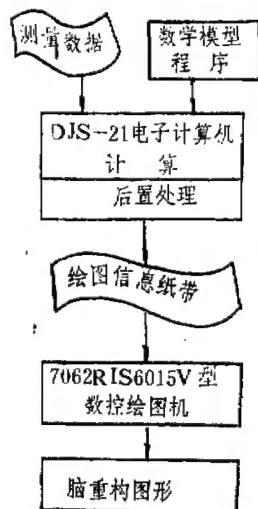 测量数据
数学模型
程序
DJS-21电子计算机
计算
后置处理
绘图信息纸带
7062RIS6015V型
数控绘图机
脑重构图形